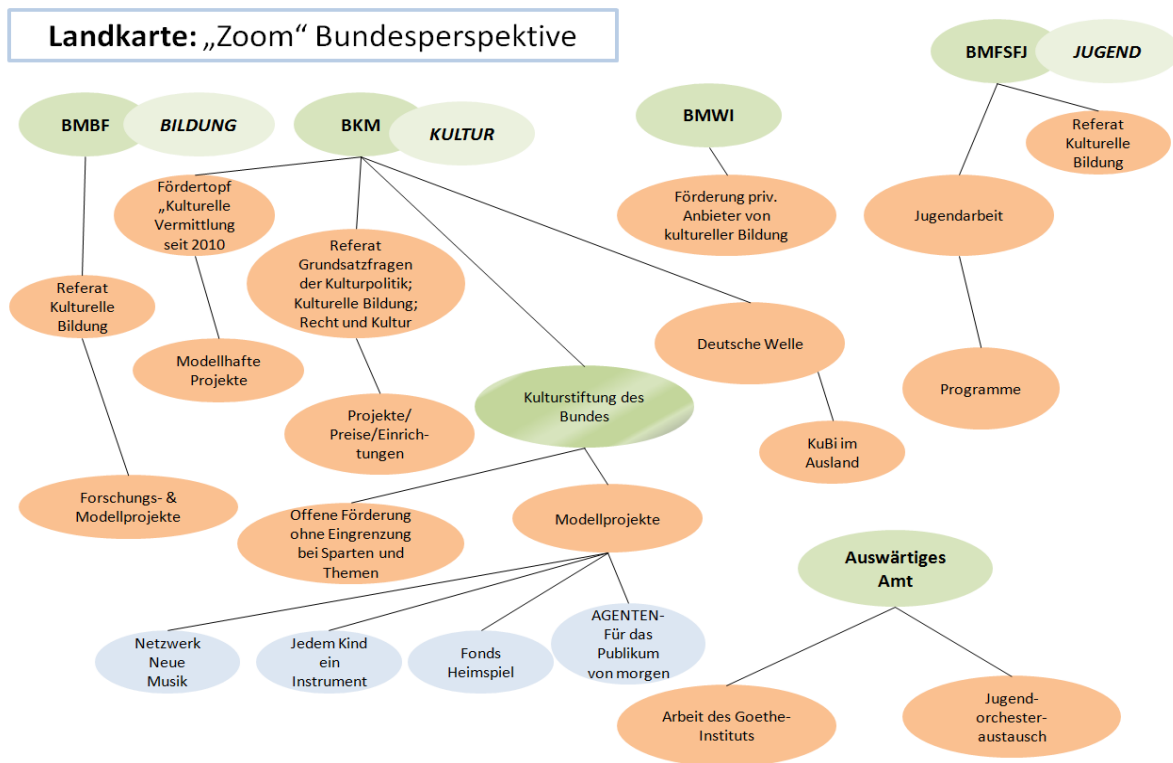 Landkarte: „Zoom“ Bundesperspektive
BMFSFJ
JUGEND
BMBF
BILDUNG
BKM
KULTUR
BMWI
Referat
Kulturelle
Bildung
Fördertopf
„Kulturelle
Vermittlung
seit 2010
Förderung priv.
Anbieter von
kultureller Bildung
Jugendarbeit
Referat
Grundsatzfragen
der Kulturpolitik;
Kulturelle Bildung;
Recht und Kultur
Referat
Kulturelle
Bildung
Deutsche Welle
Modellhafte
Projekte
Programme
Kulturstiftung des
Bundes
Projekte/
Preise/Einrich-
tungen
KuBi im
Ausland
Forschungs- &
Modellprojekte
Offene Förderung
ohne Eingrenzung
bei Sparten und
Themen
Modellprojekte
Auswärtiges
Amt
Netzwerk
Neue
Musik
Jedem Kind
ein
Instrument
Fonds
Heimspiel
AGENTEN-
Für das
Publikum
von morgen
Arbeit des Goethe-
Instituts
Jugend-
orchester-
austausch